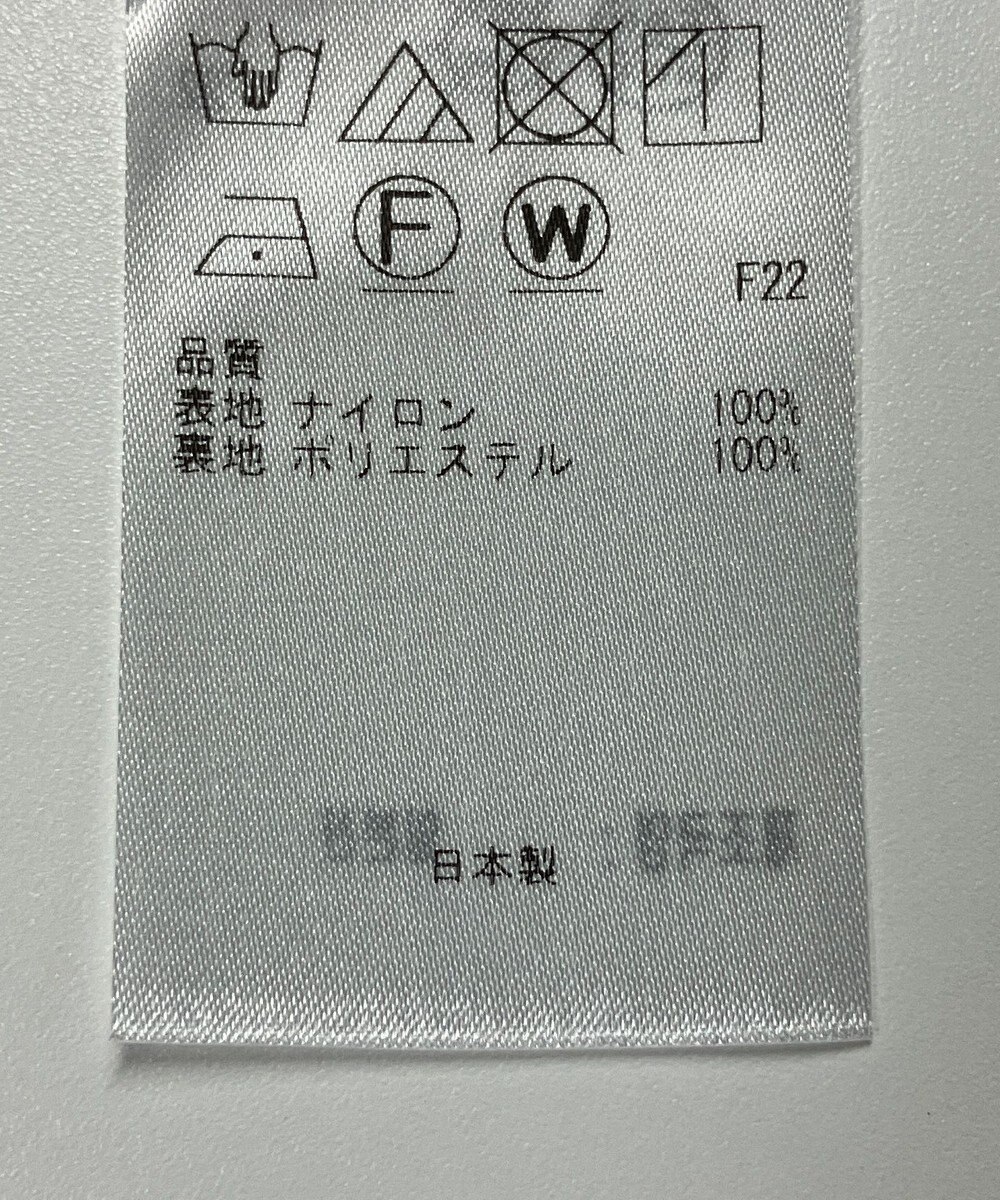 F W
F22
品質
表地 ナイロン 100%
裏地 ポリエステル 100%
日本製